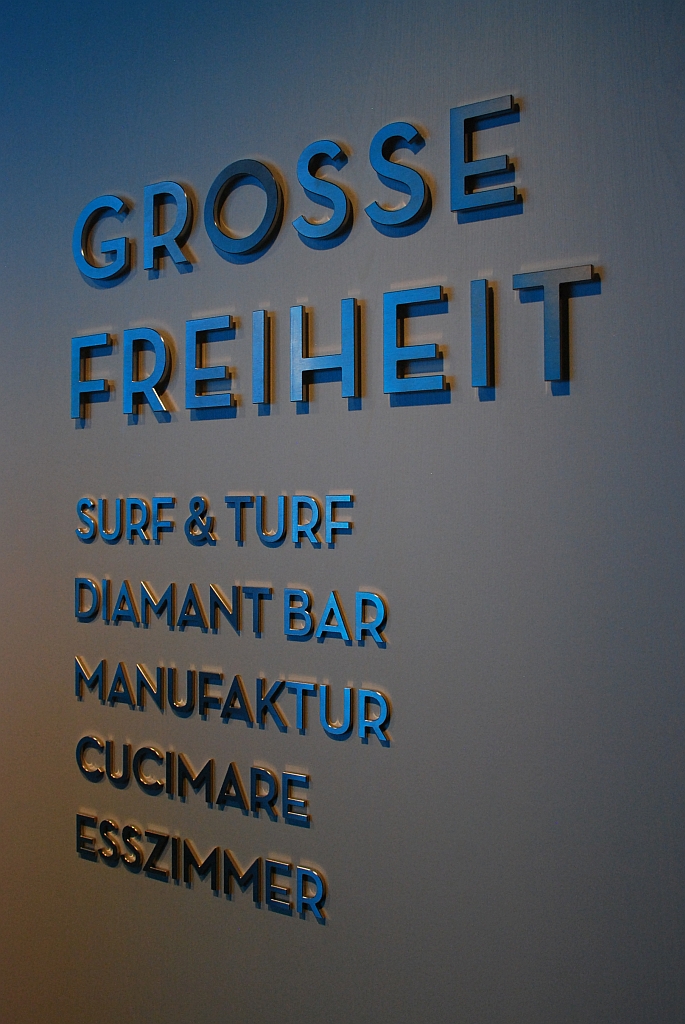 GROSSE
FREIHEIT
SURF & TURF
DIAMANT BAR
MANUFAKTUR
CUCIMARE
ESSZIMMER